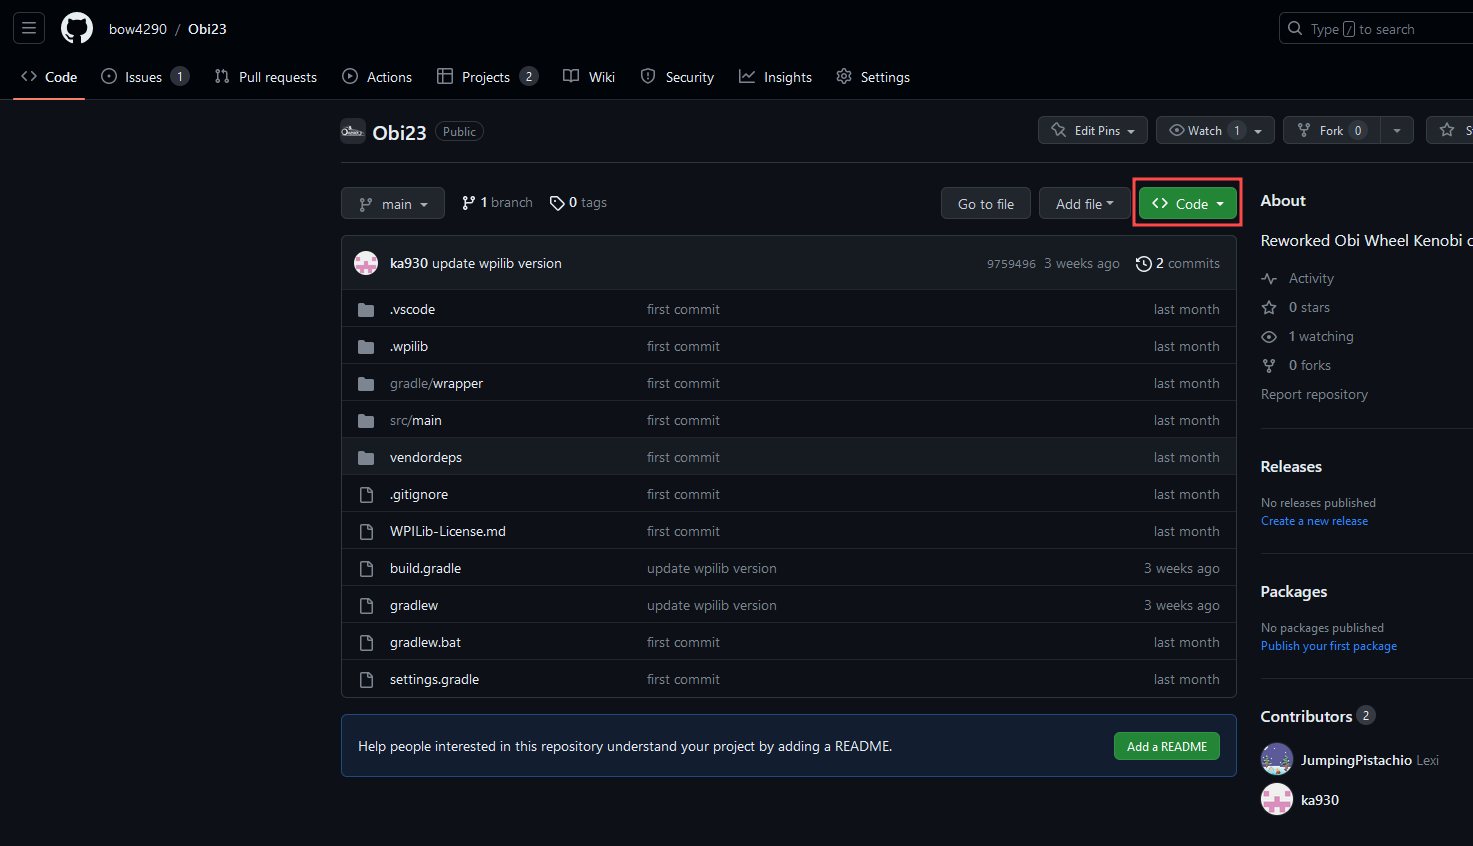 bow4290 / Obi23
Type / to search
Code Issues 1 Pull requests Actions Projects 2 Wiki Security Insights Settings
Obi23 Public
Edit Pins Watch 1 Fork 0
main 1 branch 0 tags
Go to file Add file Code
ka930 update wpilib version 9759496 3 weeks ago 2 commits
.vscode first commit last month
.wpilib first commit last month
gradle/wrapper first commit last month
src/main first commit last month
vendordeps first commit last month
.gitignore first commit last month
WPILib-License.md first commit last month
build.gradle update wpilib version 3 weeks ago
gradlew update wpilib version 3 weeks ago
gradlew.bat first commit last month
settings.gradle first commit last month
Help people interested in this repository understand your project by adding a README. Add a README
About
Reworked Obi Wheel Kenobi
Activity
0 stars
1 watching
0 forks
Report repository
Releases
No releases published
Create a new release
Packages
No packages published
Publish your first package
Contributors 2
JumpingPistachio Lexi
ka930